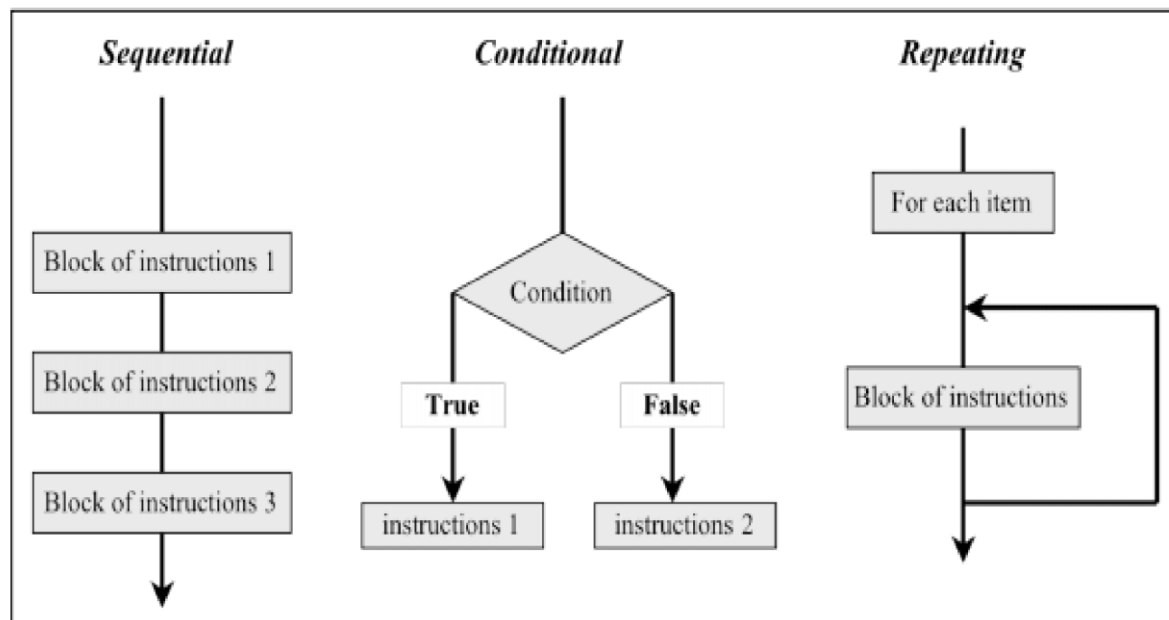 Sequential
Block of instructions 1
Block of instructions 2
Block of instructions 3
Conditional
Condition
True
False
instructions 1
instructions 2
Repeating
For each item
Block of instructions